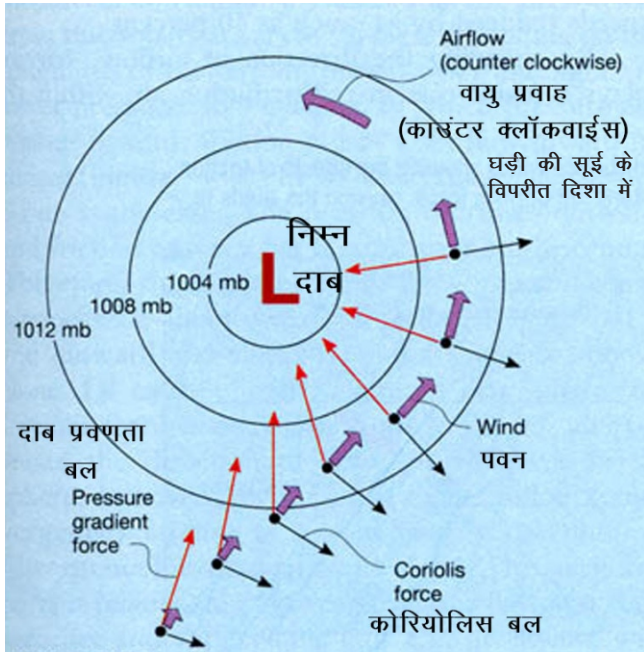 Airflow
(counter clockwise)
वायु प्रवाह
(काउंटर क्लॉकवाईस)
घड़ी की सूई के
विपरीत दिशा में
निम्न
L दाब
1004 mb
1008 mb
1012 mb
Wind
पवन
दाब प्रवणता
बल
Pressure
gradient
force
Coriolis
force
कोरियोलिस बल